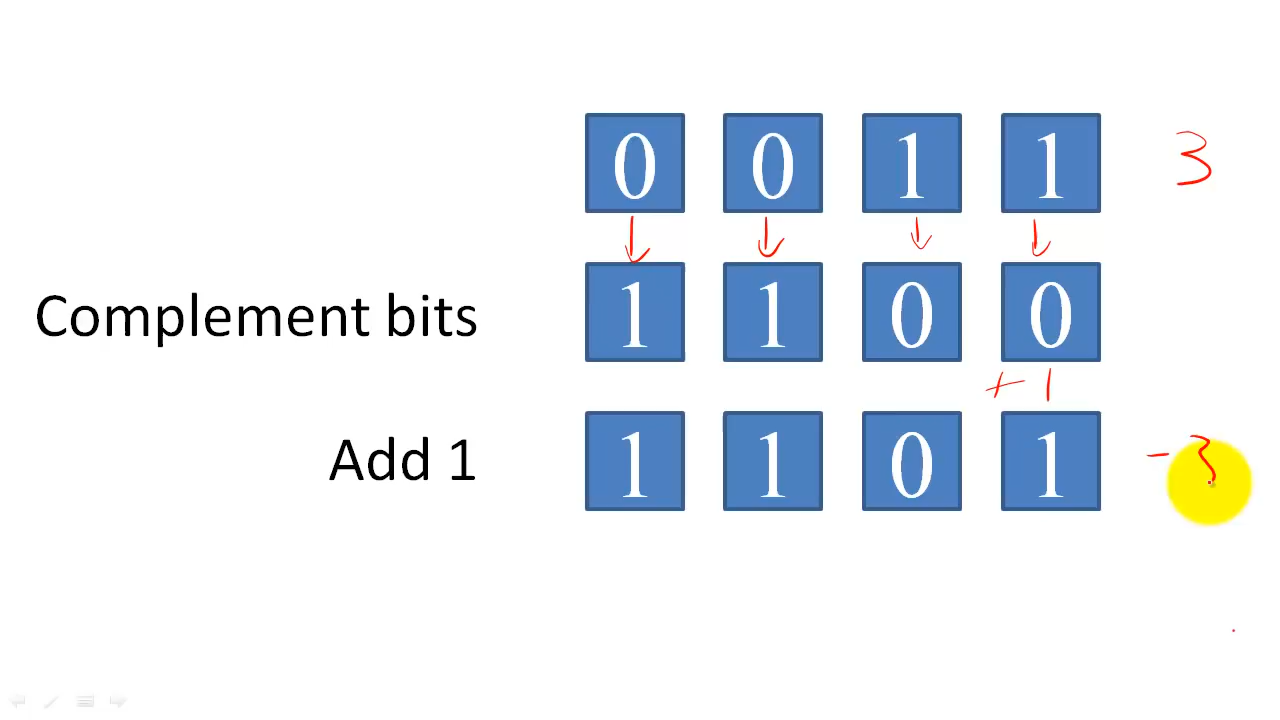 0 0 1 1 3
Complement bits 1 1 0 0
+ 1
Add 1 1 1 0 1 -3